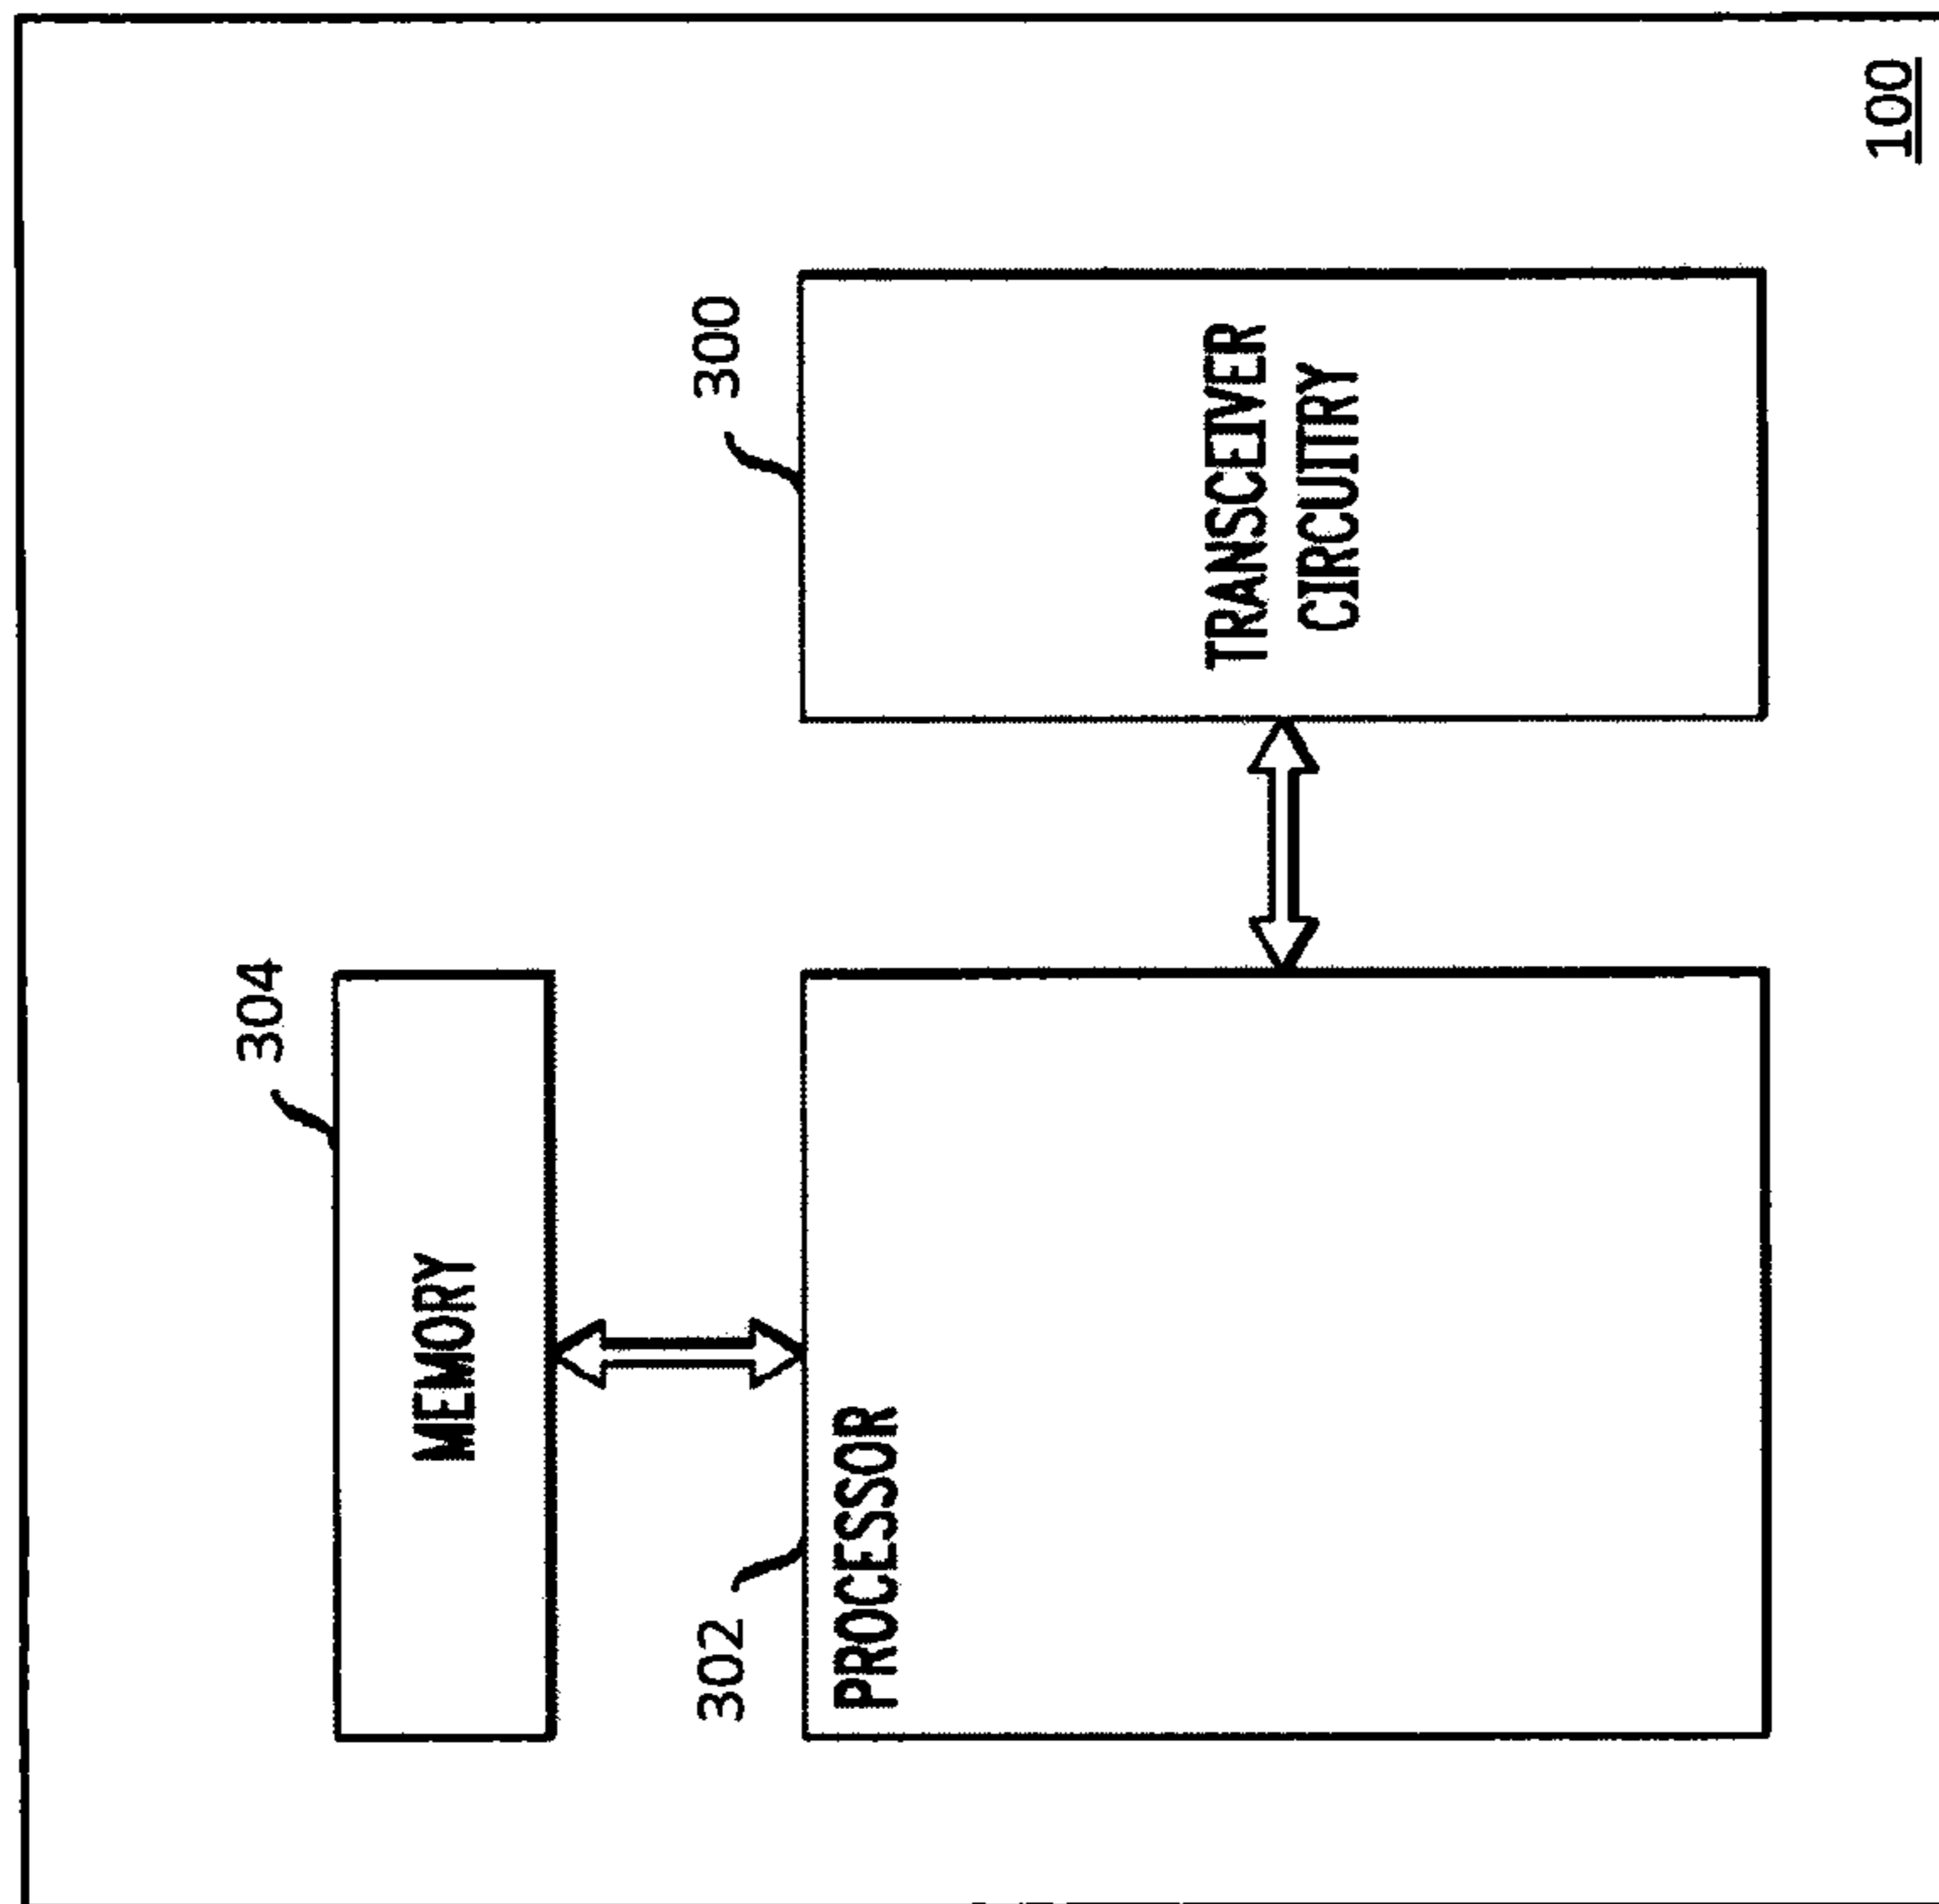 304
MEMORY
302
PROCESSOR
300
TRANSCEIVER
CIRCUITRY
100